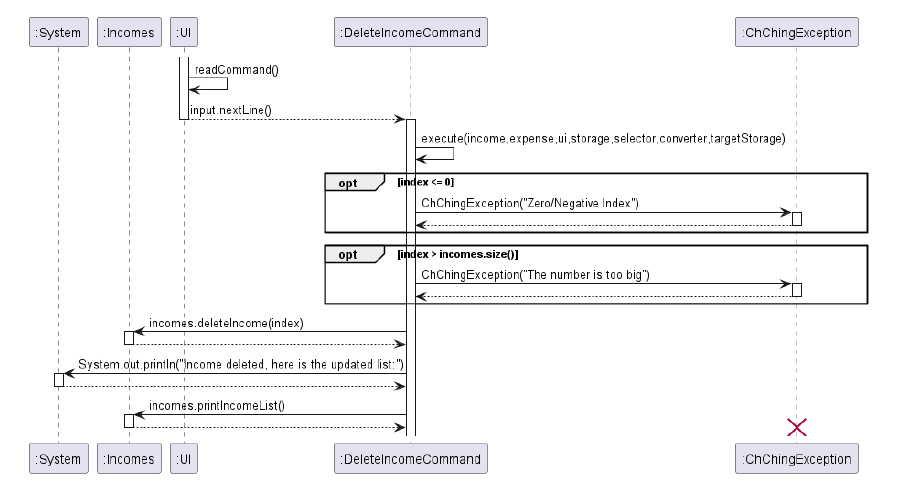 :System :Incomes :UI :DeleteIncomeCommand :ChChingException
readCommand()
input.nextLine()
execute(income,expense,ui,storage,selector,converter,targetStorage)
opt [index <= 0]
ChChingException("Zero/Negative Index")
opt [index > incomes.size()]
ChChingException("The number is too big")
incomes.deleteIncome(index)
System.out.println("Income deleted, here is the updated list:")
incomes.printIncomeList()
:System :Incomes :UI :DeleteIncomeCommand :ChChingException